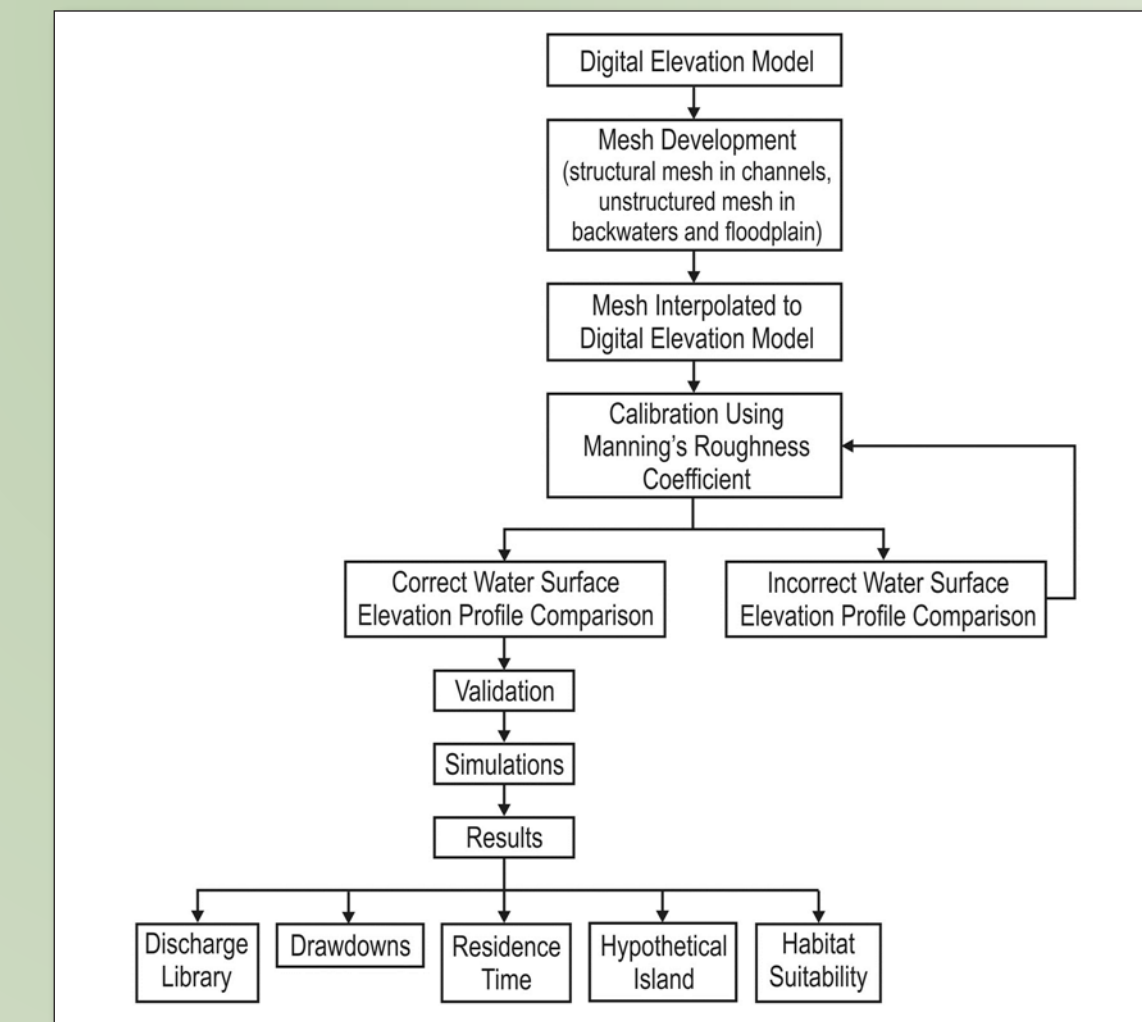 Digital Elevation Model
Mesh Development
(structural mesh in channels,
unstructured mesh in
backwaters and floodplain)
Mesh Interpolated to
Digital Elevation Model
Calibration Using
Manning's Roughness
Coefficient
Correct Water Surface
Elevation Profile Comparison
Incorrect Water Surface
Elevation Profile Comparison
Validation
Simulations
Results
Discharge
Library
Drawdowns
Residence
Time
Hypothetical
Island
Habitat
Suitability